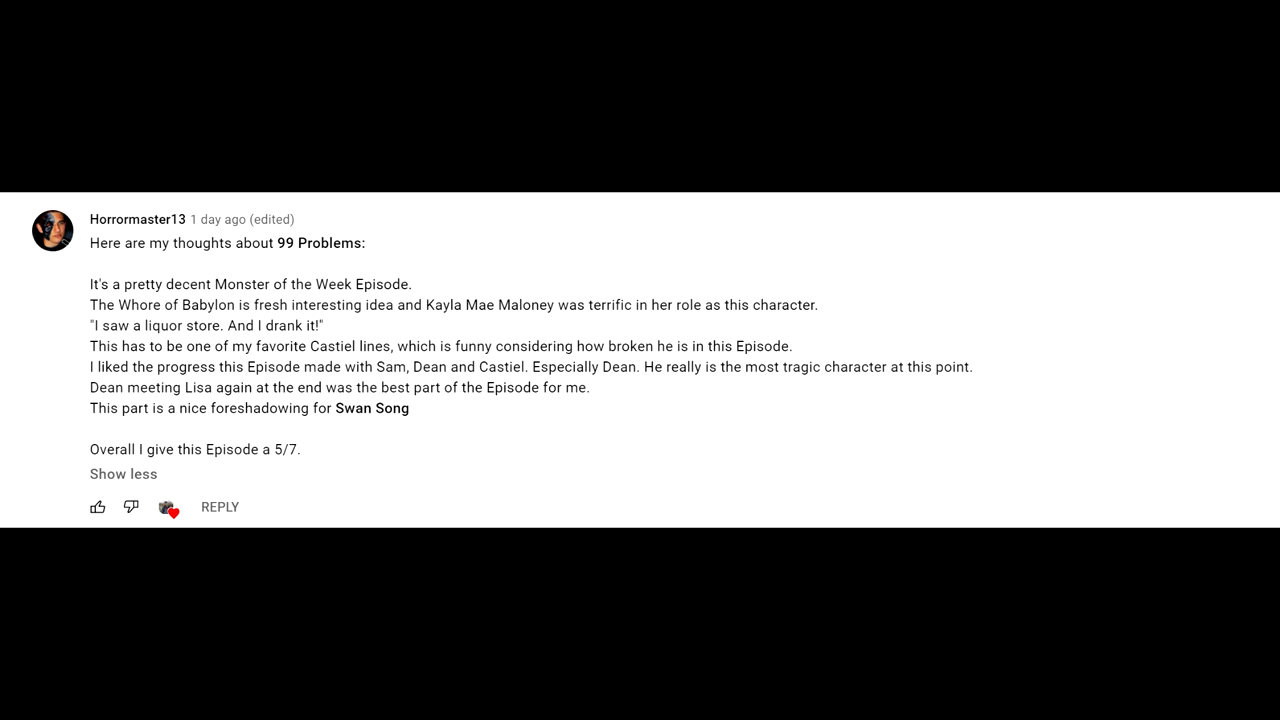 Horrormaster13 1 day ago (edited)
Here are my thoughts about 99 Problems:
It's a pretty decent Monster of the Week Episode.
The Whore of Babylon is fresh interesting idea and Kayla Mae Maloney was terrific in her role as this character.
"I saw a liquor store. And I drank it!"
This has to be one of my favorite Castiel lines, which is funny considering how broken he is in this Episode.
I liked the progress this Episode made with Sam, Dean and Castiel. Especially Dean. He really is the most tragic character at this point.
Dean meeting Lisa again at the end was the best part of the Episode for me.
This part is a nice foreshadowing for Swan Song
Overall I give this Episode a 5/7.
Show less
REPLY